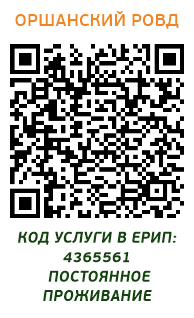 ОРШАНСКИЙ РОВД
КОД УСЛУГИ В ЕРИП:
4365561
ПОСТОЯННОЕ
ПРОЖИВАНИЕ